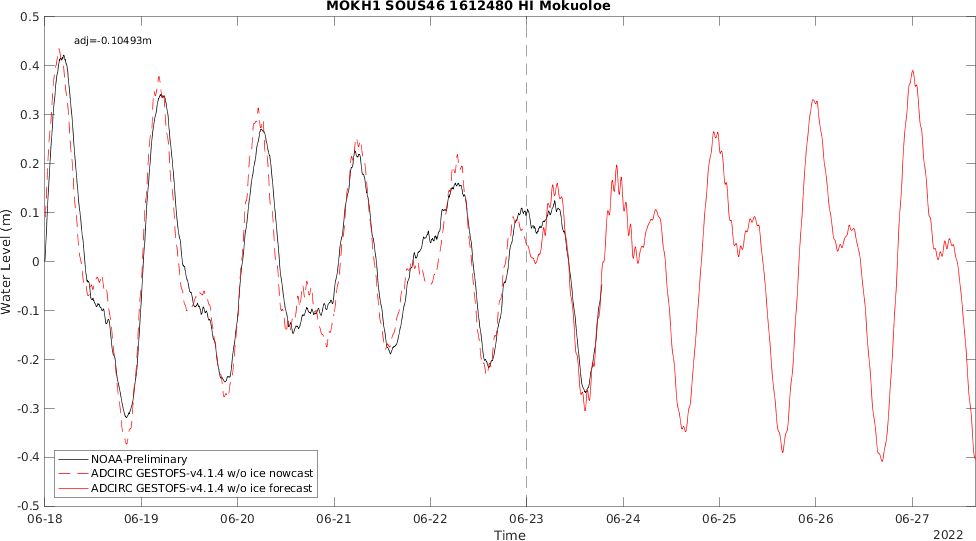 MOKH1 SOUS46 1612480 HI Mokuoloe
adj=-0.10493m
0.5
0.4
0.3
0.2
0.1
0
-0.1
-0.2
-0.3
-0.4
-0.5
Water Level (m)
NOAA-Preliminary
ADCIRC GESTOFS-v4.1.4 w/o ice nowcast
ADCIRC GESTOFS-v4.1.4 w/o ice forecast
06-18 06-19 06-20 06-21 06-22 06-23 06-24 06-25 06-26 06-27
Time
2022